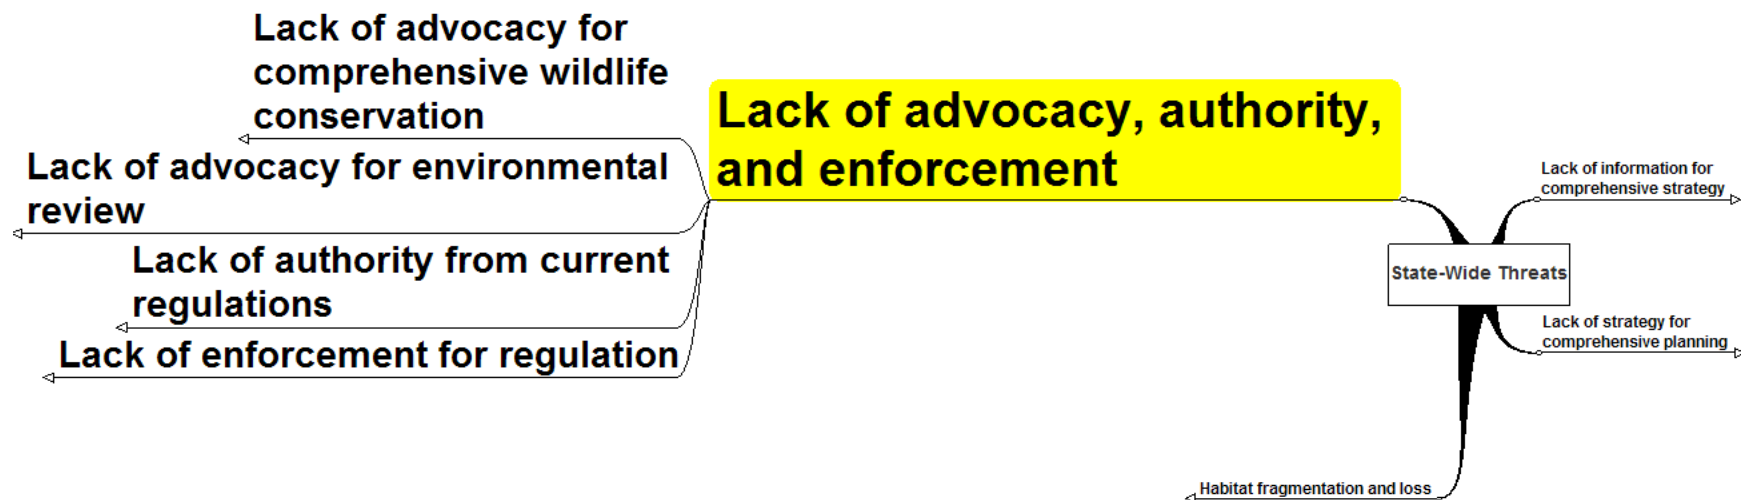 Lack of advocacy for
comprehensive wildlife
conservation
Lack of advocacy for environmental
review
Lack of authority from current
regulations
Lack of enforcement for regulation
Lack of advocacy, authority,
and enforcement
State-Wide Threats
Lack of information for
comprehensive strategy
Lack of strategy for
comprehensive planning
Habitat fragmentation and loss